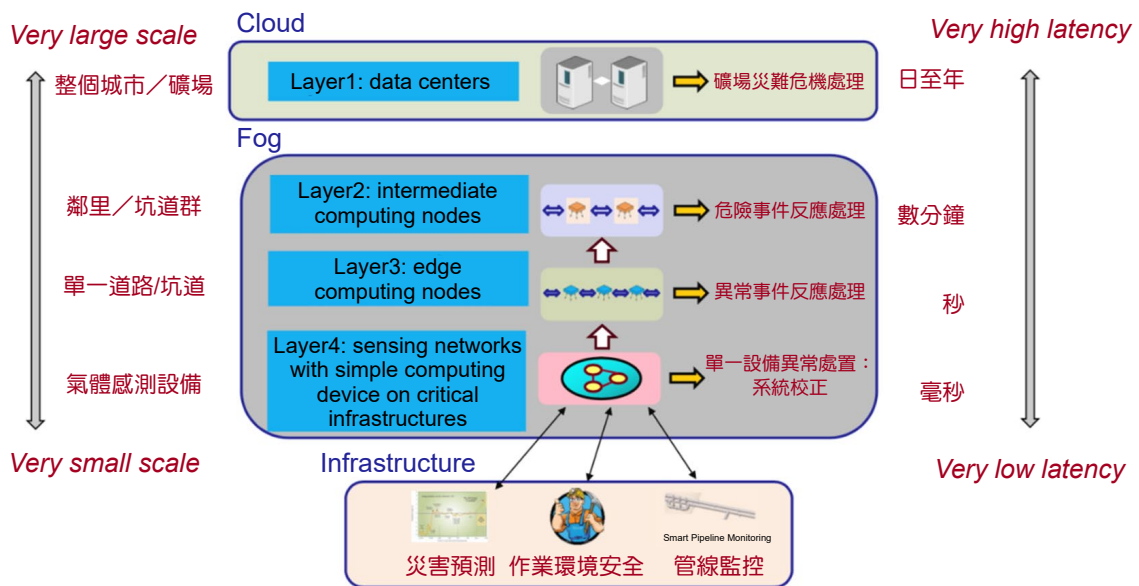 Cloud
Very large scale
Very high latency
整個城市／礦場
Layer1: data centers
礦場災難危機處理
日至年
Fog
鄰里／坑道群
Layer2: intermediate
computing nodes
危險事件反應處理
數分鐘
單一道路/坑道
Layer3: edge
computing nodes
異常事件反應處理
秒
氣體感測設備
Layer4: sensing networks
with simple computing
device on critical
infrastructures
單一設備異常處置：
系統校正
毫秒
Very small scale
Infrastructure
Very low latency
Smart Pipeline Monitoring
災害預測
作業環境安全
管線監控